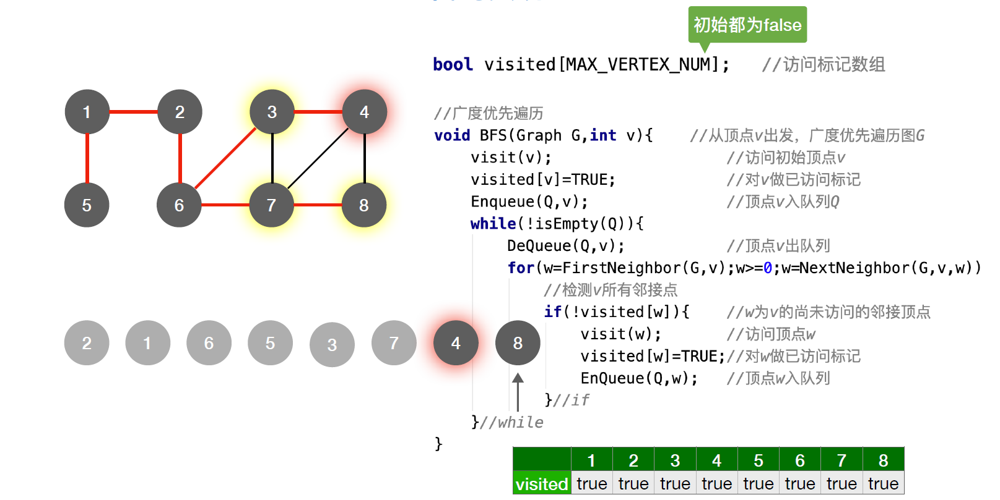 初始都为false
bool visited[MAX_VERTEX_NUM]; //访问标记数组
//广度优先遍历
void BFS(Graph G,int v){ //从顶点v出发，广度优先遍历图G
visit(v); //访问初始顶点v
visited[v]=TRUE; //对v做已访问标记
Enqueue(Q,v); //顶点v入队列Q
while(!isEmpty(Q)){
DeQueue(Q,v); //顶点v出队列
for(w=FirstNeighbor(G,v);w>=0;w=NextNeighbor(G,v,w))
//检测v所有邻接点
if(!visited[w]){ //w为v的尚未访问的邻接顶点
visit(w); //访问顶点w
visited[w]=TRUE;//对w做已访问标记
EnQueue(Q,w); //顶点w入队列
}//if
}//while
}
1 2 3 4
5 6 7 8
2 1 6 5 3 7 4 8
1 2 3 4 5 6 7 8
visited true true true true true true true true